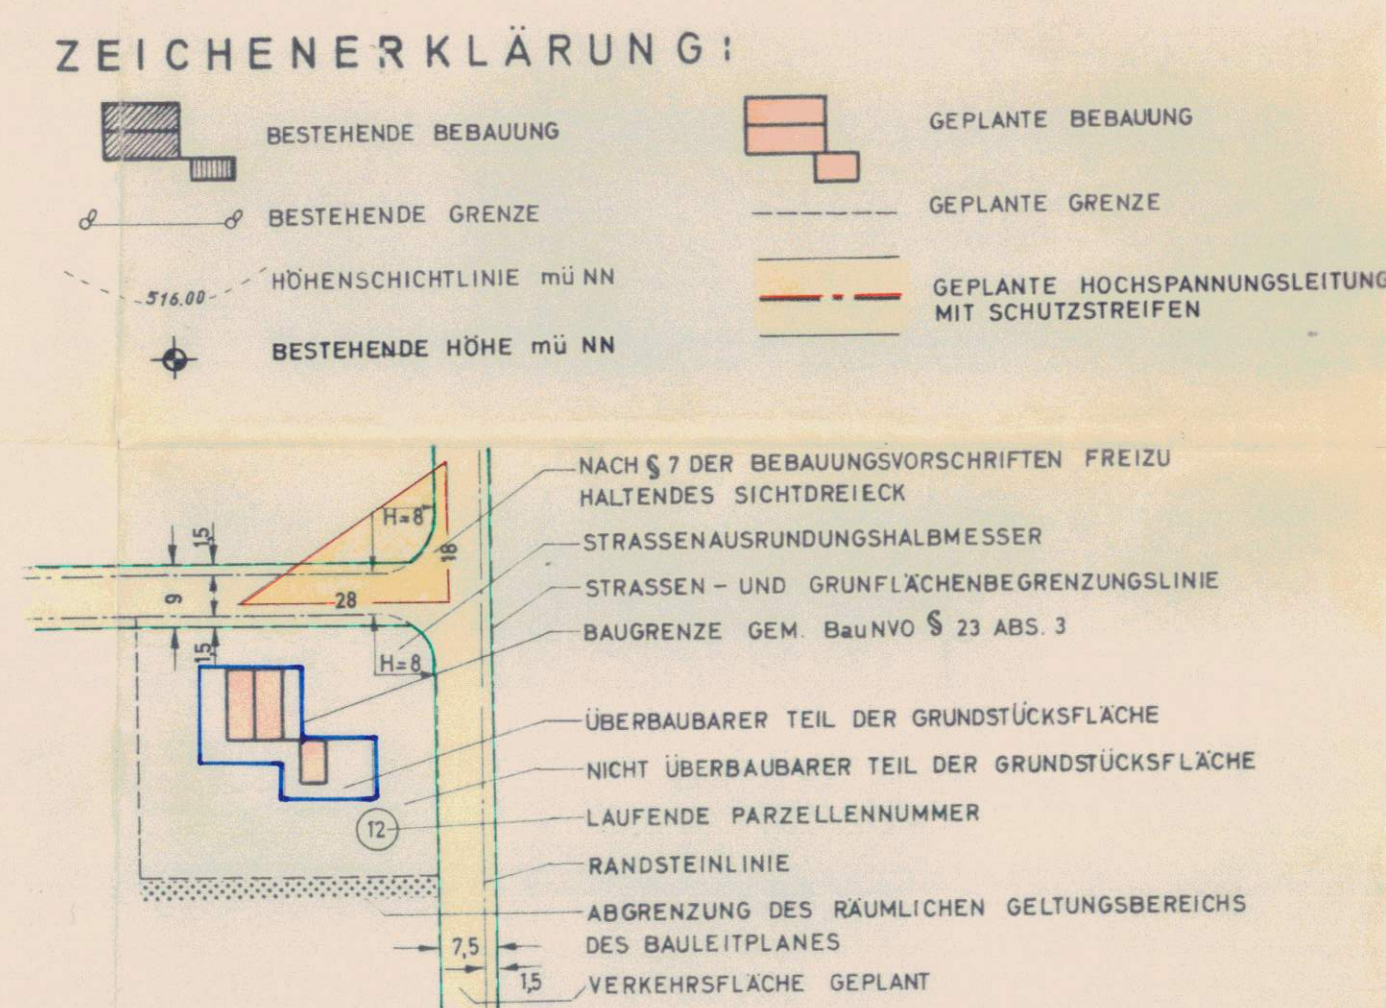 ZEICHENERKLÄRUNG:
BESTEHENDE BEBAUUNG
BESTEHENDE GRENZE
516.00
HÖHENSCHICHTLINIE mü NN
BESTEHENDE HÖHE mü NN
GEPLANTE BEBAUUNG
GEPLANTE GRENZE
GEPLANTE HOCHSPANNUNGSLEITUNG
MIT SCHUTZSTREIFEN
NACH § 7 DER BEBAUUNGSVORSCHRIFTEN FREIZU
HALTENDES SICHTDREIECK
STRASSENAUSRUNDUNGSHALBMESSER
STRASSEN - UND GRUNFLÄCHENBEGRENZUNGSLINIE
BAUGRENZE GEM. BauNVO § 23 ABS. 3
ÜBERBAUBARER TEIL DER GRUNDSTÜCKSFLÄCHE
NICHT ÜBERBAUBARER TEIL DER GRUNDSTÜCKSFLÄCHE
LAUFENDE PARZELLENNUMMER
RANDSTEINLINIE
ABGRENZUNG DES RÄUMLICHEN GELTUNGSBEREICHS
DES BAULEITPLANES
VERKEHRSFLÄCHE GEPLANT
H=8
18
1,5
9
28
1,5
H=8
12
7,5
1,5